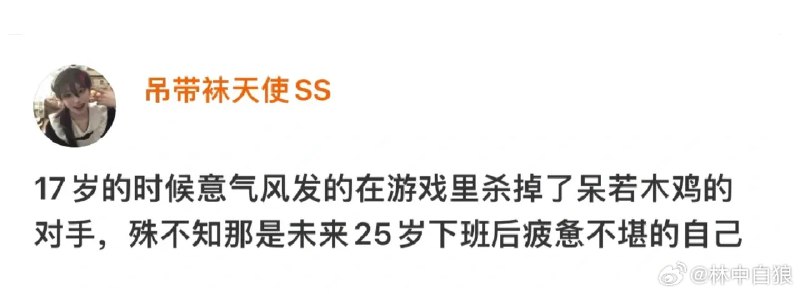 吊带袜天使SS
17岁的时候意气风发的在游戏里杀掉了呆若木鸡的
对手，殊不知那是未来25岁下班后疲惫不堪的自己
@林中白狼